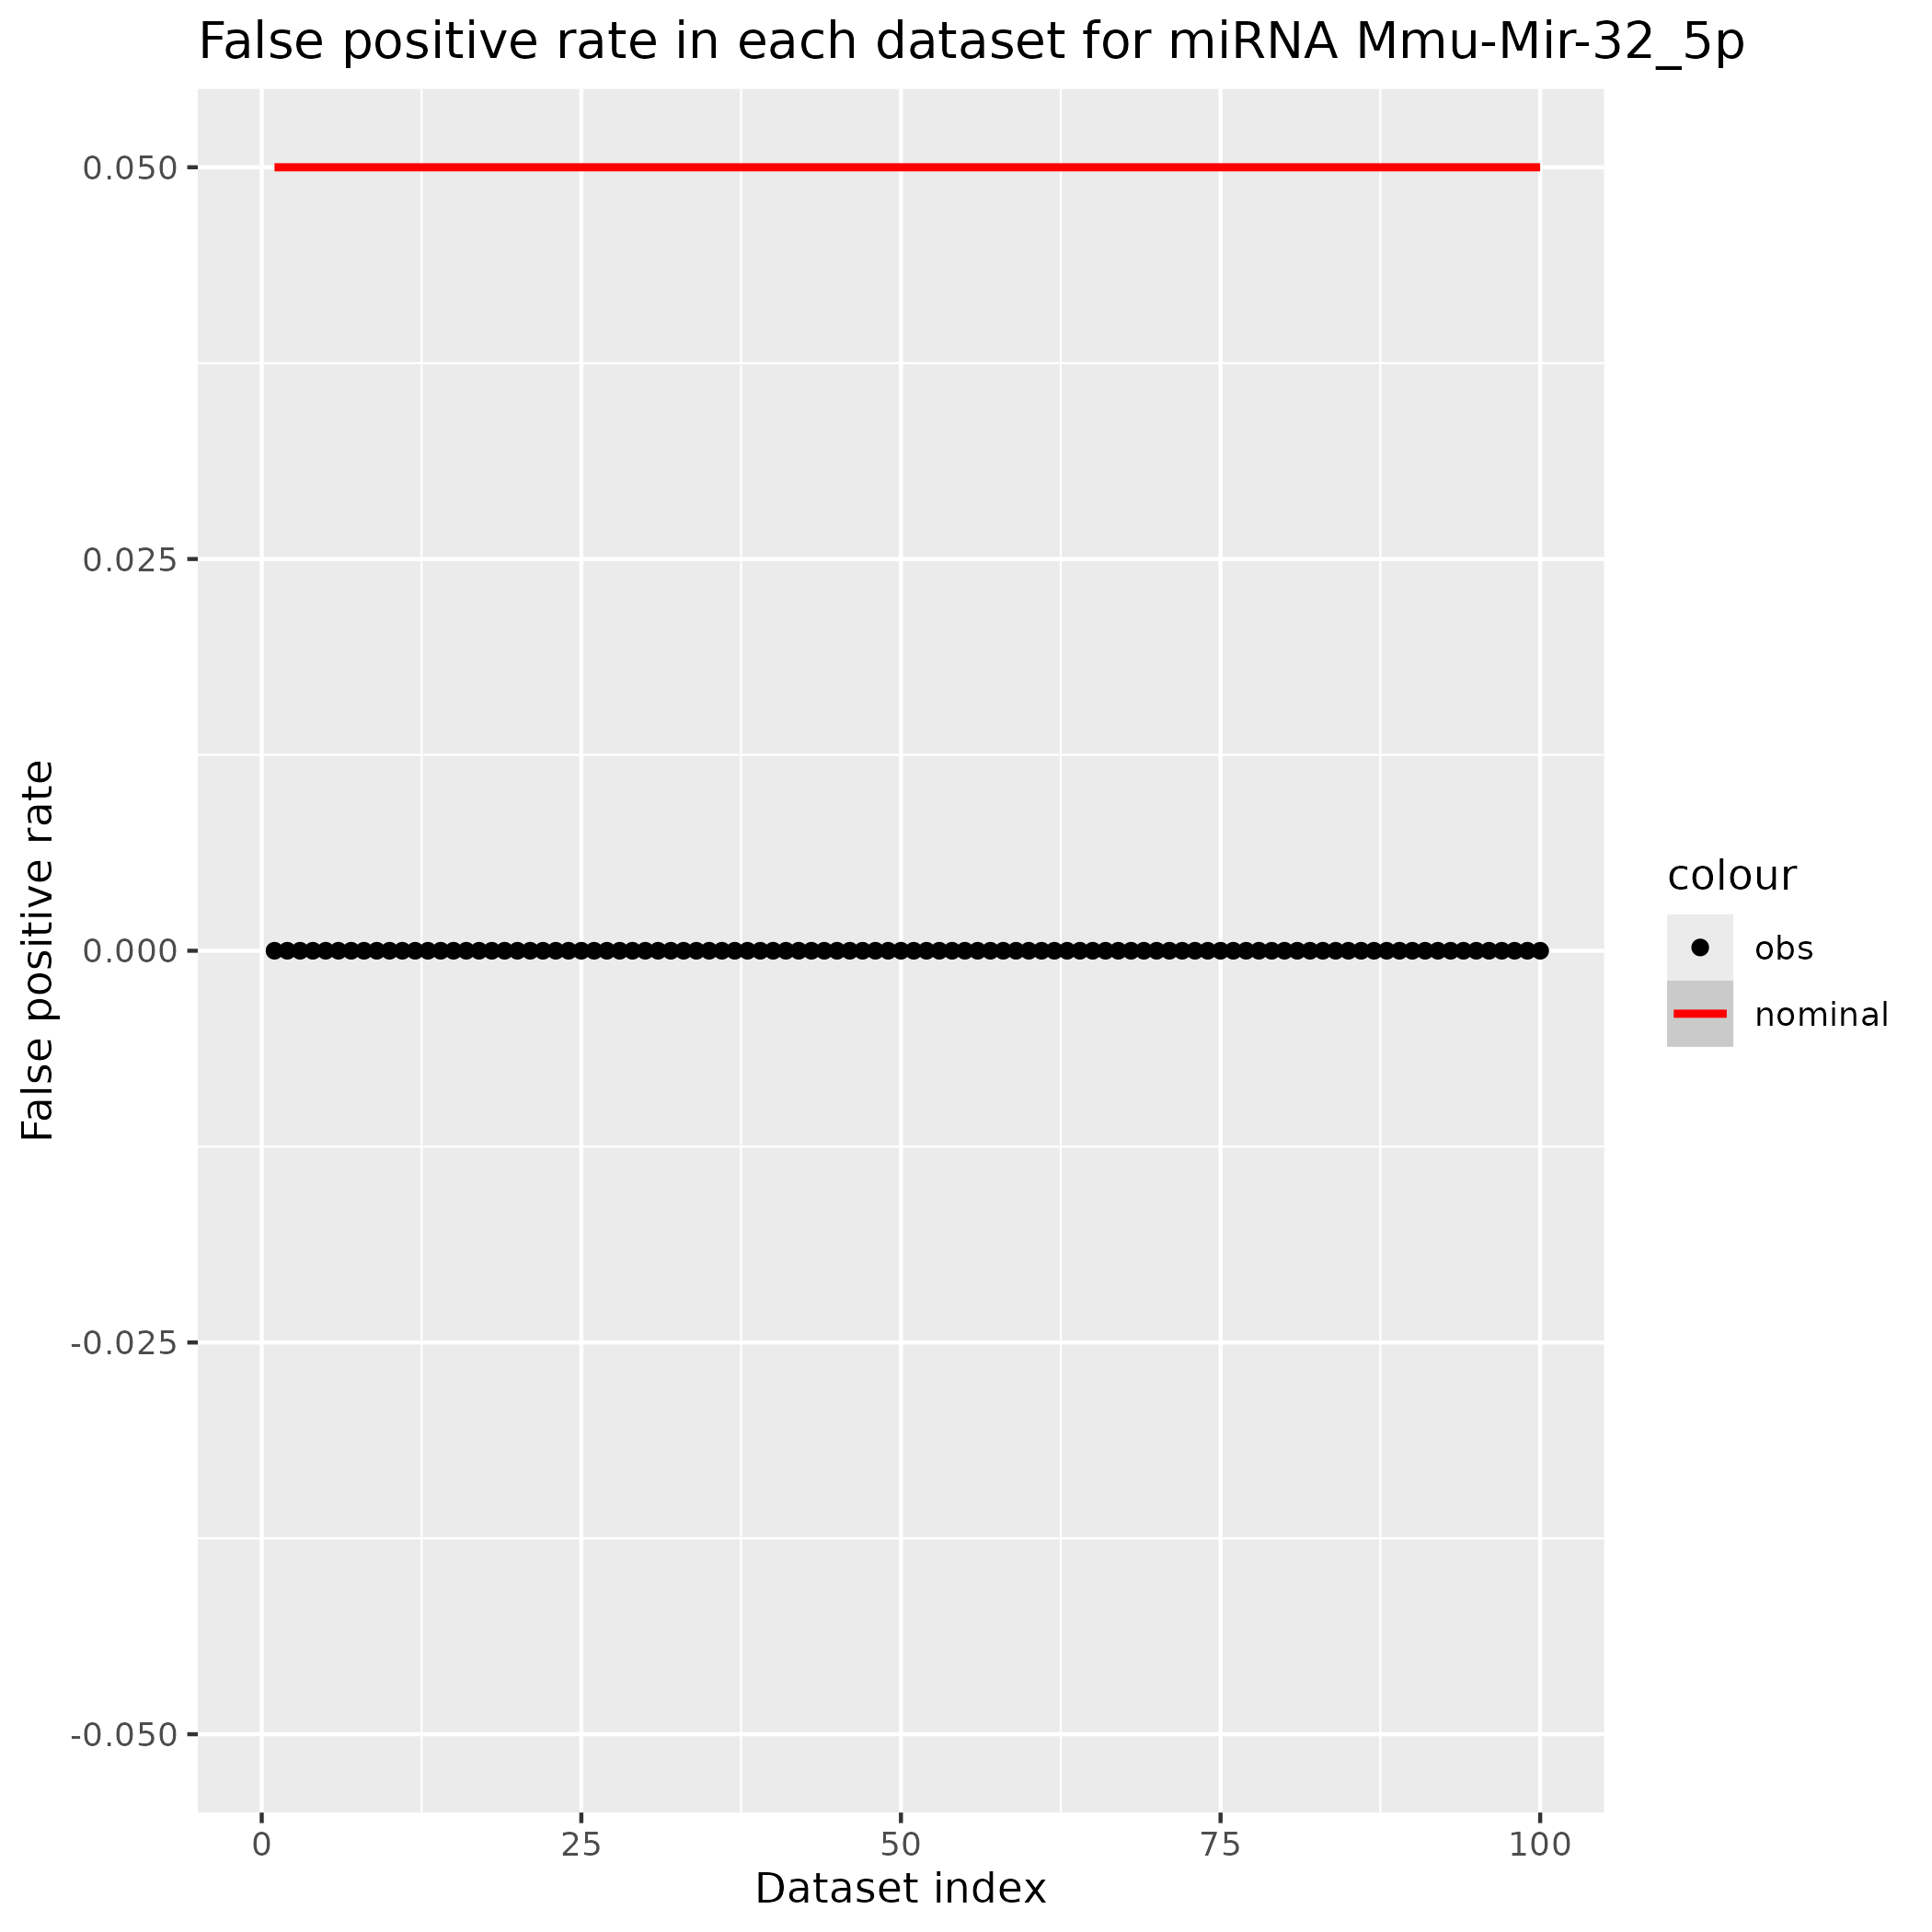 False positive rate in each dataset for miRNA Mmu-Mir-32_5p
False positive rate
0.050
0.025
0.000
-0.025
-0.050
0
25
50
75
100
Dataset index
colour
obs
nominal